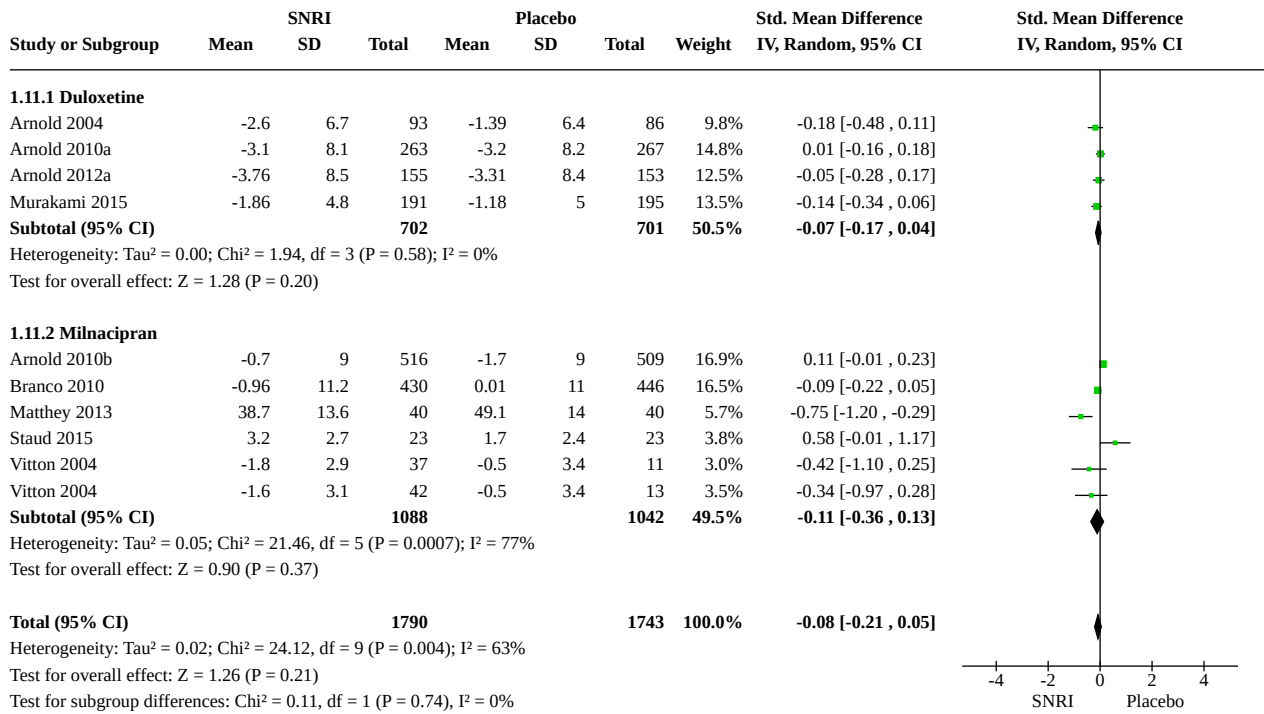 SNRI Placebo Std. Mean Difference Std. Mean Difference
Study or Subgroup Mean SD Total Mean SD Total Weight IV, Random, 95% CI IV, Random, 95% CI
1.11.1 Duloxetine
Arnold 2004 -2.6 6.7 93 -1.39 6.4 86 9.8% -0.18 [-0.48 , 0.11]
Arnold 2010a -3.1 8.1 263 -3.2 8.2 267 14.8% 0.01 [-0.16 , 0.18]
Arnold 2012a -3.76 8.5 155 -3.31 8.4 153 12.5% -0.05 [-0.28 , 0.17]
Murakami 2015 -1.86 4.8 191 -1.18 5 195 13.5% -0.14 [-0.34 , 0.06]
Subtotal (95% CI) 702 701 50.5% -0.07 [-0.17 , 0.04]
Heterogeneity: Tau² = 0.00; Chi² = 1.94, df = 3 (P = 0.58); I² = 0%
Test for overall effect: Z = 1.28 (P = 0.20)
1.11.2 Milnacipran
Arnold 2010b -0.7 9 516 -1.7 9 509 16.9% 0.11 [-0.01 , 0.23]
Branco 2010 -0.96 11.2 430 0.01 11 446 16.5% -0.09 [-0.22 , 0.05]
Matthey 2013 38.7 13.6 40 49.1 14 40 5.7% -0.75 [-1.20 , -0.29]
Staud 2015 3.2 2.7 23 1.7 2.4 23 3.8% 0.58 [-0.01 , 1.17]
Vitton 2004 -1.8 2.9 37 -0.5 3.4 11 3.0% -0.42 [-1.10 , 0.25]
Vitton 2004 -1.6 3.1 42 -0.5 3.4 13 3.5% -0.34 [-0.97 , 0.28]
Subtotal (95% CI) 1088 1042 49.5% -0.11 [-0.36 , 0.13]
Heterogeneity: Tau² = 0.05; Chi² = 21.46, df = 5 (P = 0.0007); I² = 77%
Test for overall effect: Z = 0.90 (P = 0.37)
Total (95% CI) 1790 1743 100.0% -0.08 [-0.21 , 0.05]
Heterogeneity: Tau² = 0.02; Chi² = 24.12, df = 9 (P = 0.004); I² = 63%
Test for overall effect: Z = 1.26 (P = 0.21) -4 -2 0 2 4
Test for subgroup differences: Chi² = 0.11, df = 1 (P = 0.74), I² = 0% SNRI Placebo